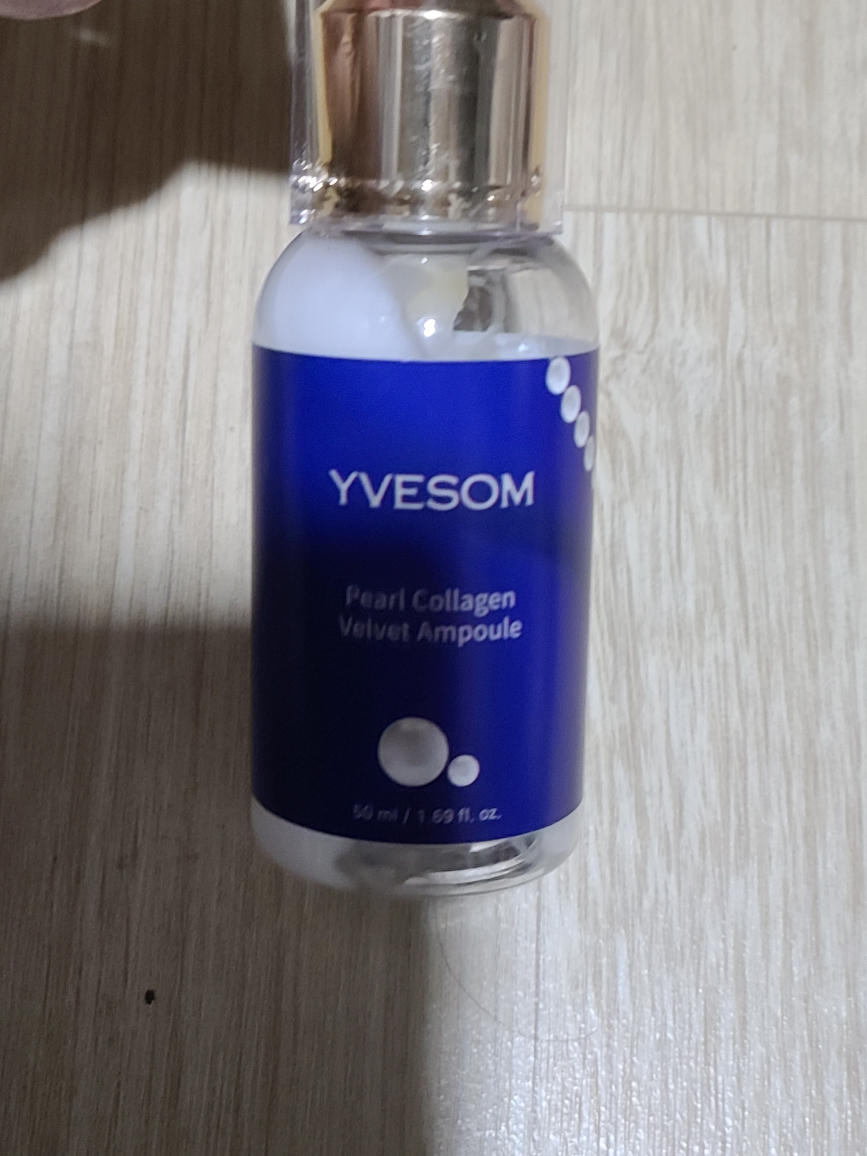 YVESOM
Pearl Collagen
Velvet Ampoule
50 ml / 1.69 fl. oz.